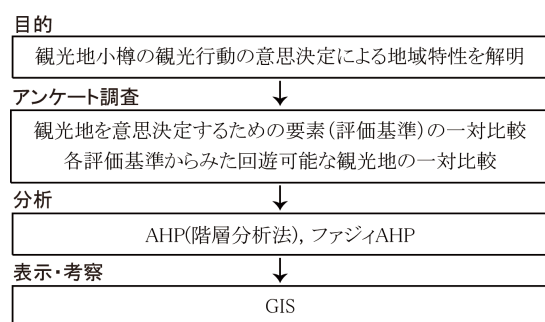 目的
観光地小樽の観光行動の意思決定による地域特性を解明
アンケート調査
観光地を意思決定するための要素(評価基準)の一対比較
各評価基準からみた回遊可能な観光地の一対比較
分析
AHP(階層分析法), ファジィAHP
表示・考察
GIS